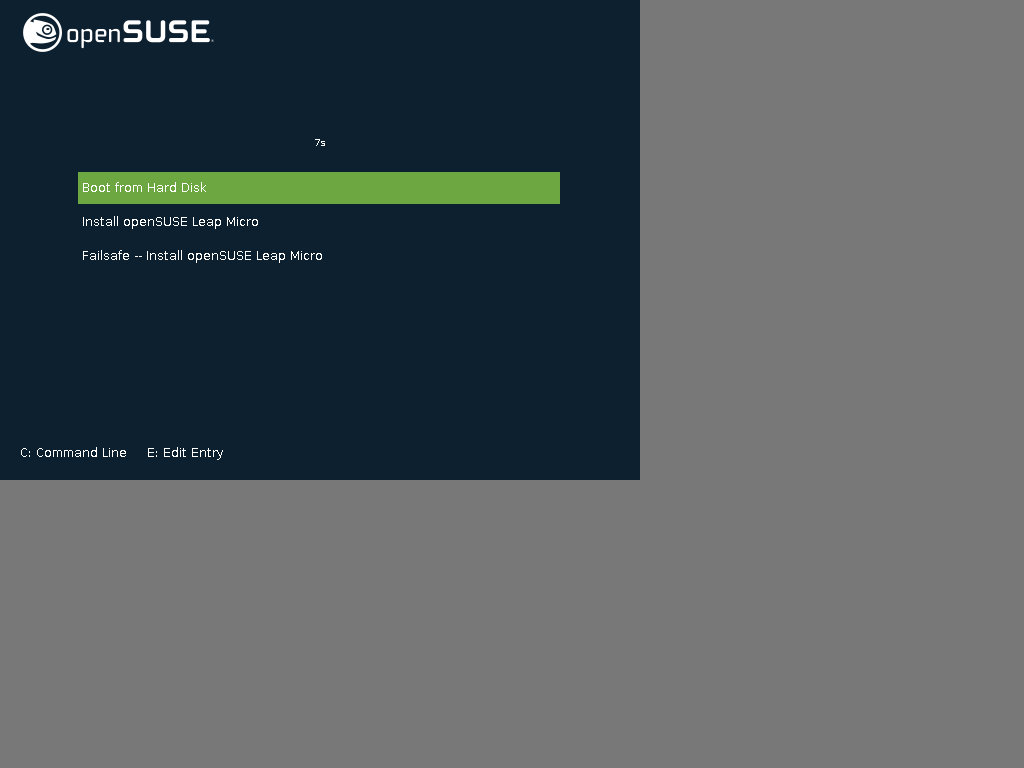 openSUSE.
7s
Boot from Hard Disk
Install openSUSE Leap Micro
Failsafe -- Install openSUSE Leap Micro
C: Command Line E: Edit Entry